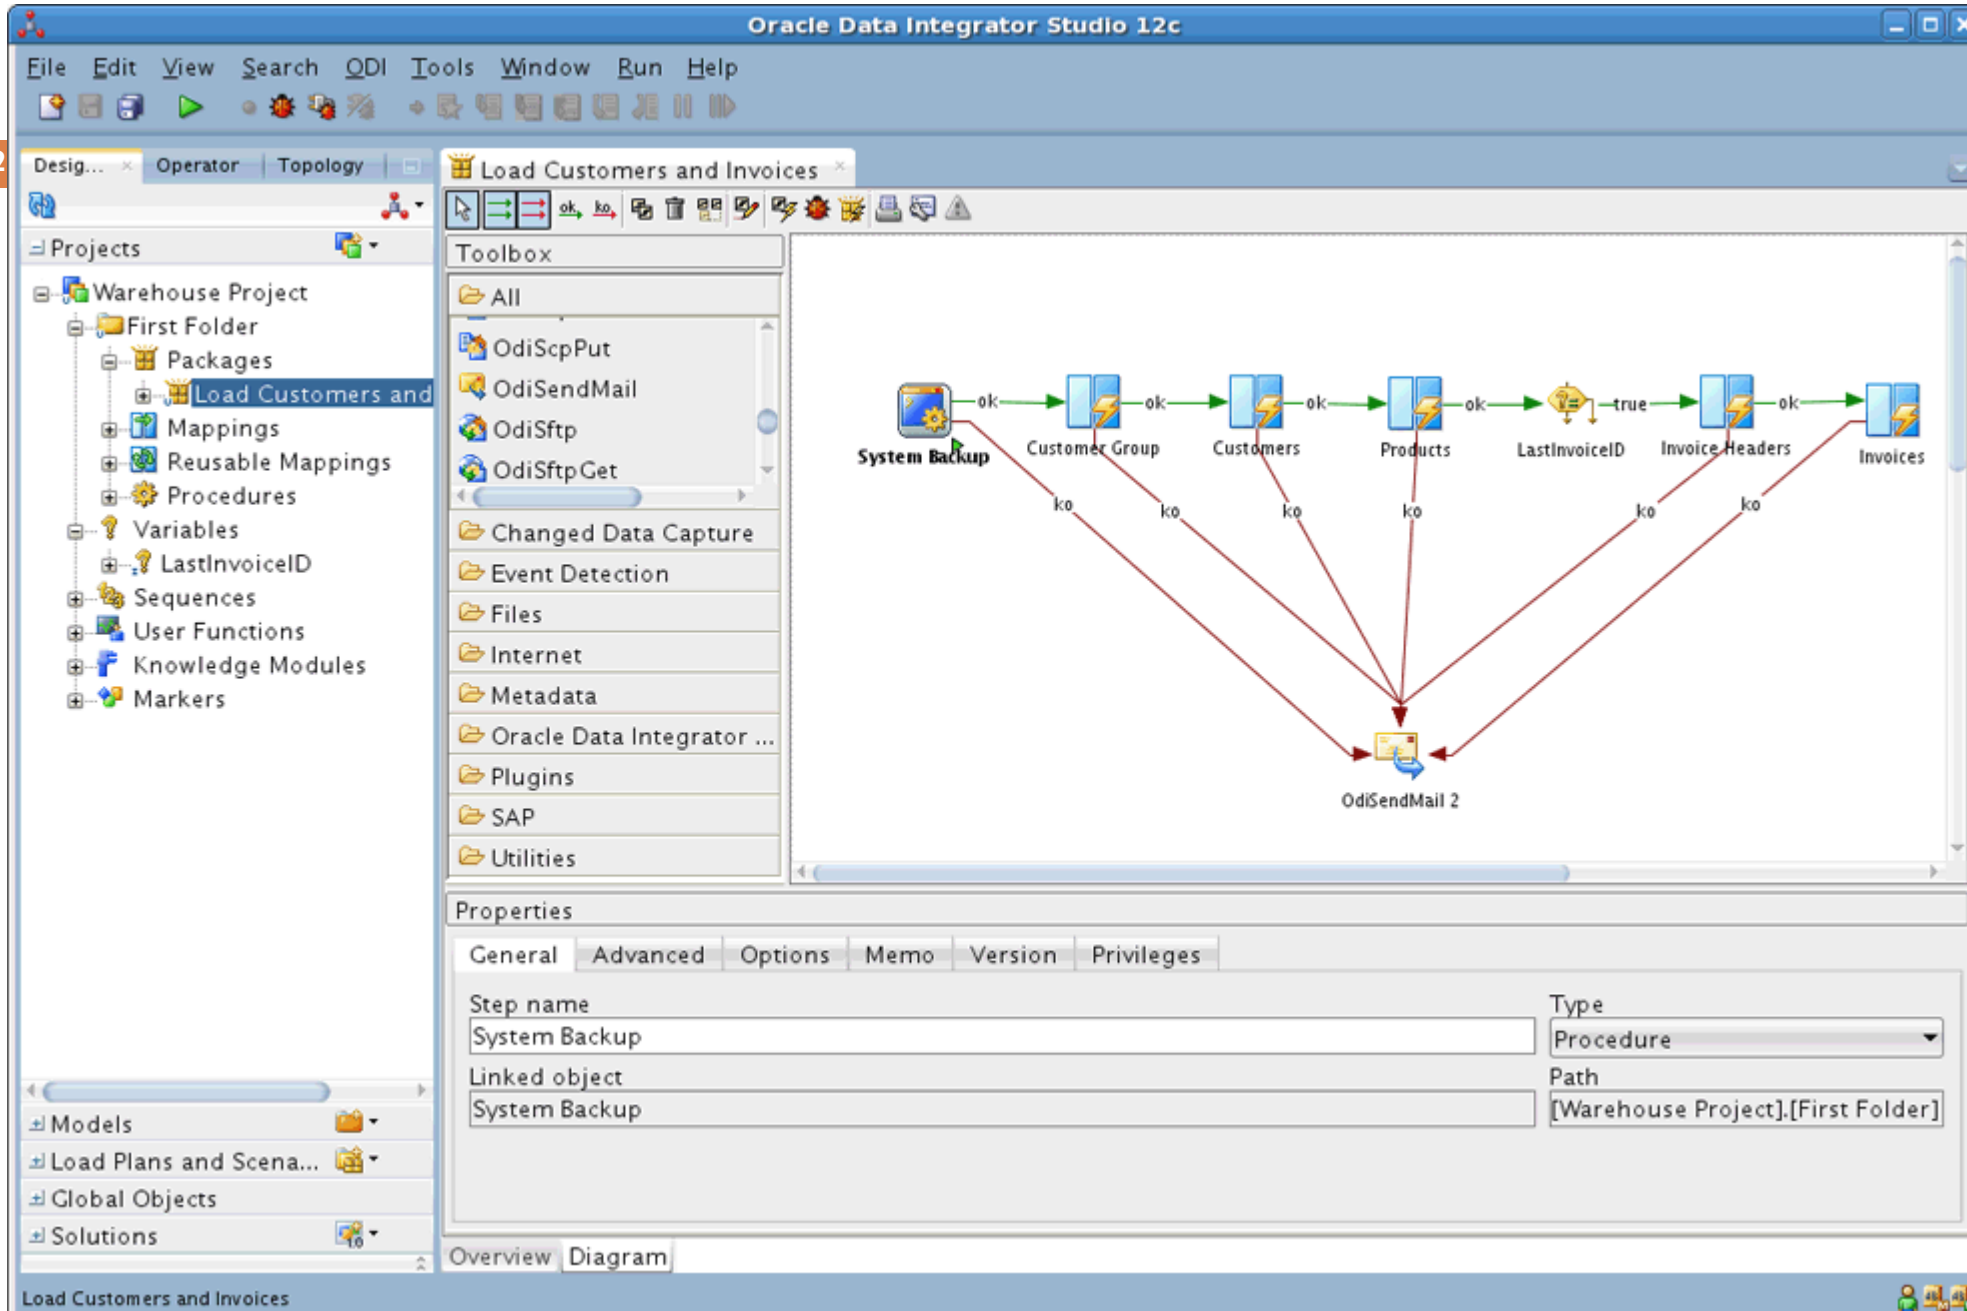 Oracle Data Integrator Studio 12c
File Edit View Search ODI Tools Window Run Help
Desig... Operator Topology
Load Customers and Invoices
ok ko
Projects
Warehouse Project
First Folder
Packages
Load Customers and
Mappings
Reusable Mappings
Procedures
Variables
LastInvoiceID
Sequences
User Functions
Knowledge Modules
Markers
Models
Load Plans and Scena...
Global Objects
Solutions
Toolbox
All
OdiScpPut
OdiSendMail
OdiSftp
OdiSftpGet
Changed Data Capture
Event Detection
Files
Internet
Metadata
Oracle Data Integrator ...
Plugins
SAP
Utilities
ok ok ok ok true ok
System Backup Customer Group Customers Products LastInvoiceID Invoice Headers Invoices
ko ko ko ko ko ko
OdiSendMail 2
Properties
General Advanced Options Memo Version Privileges
Step name Type
System Backup Procedure
Linked object Path
System Backup [Warehouse Project].[First Folder]
Overview Diagram
Load Customers and Invoices